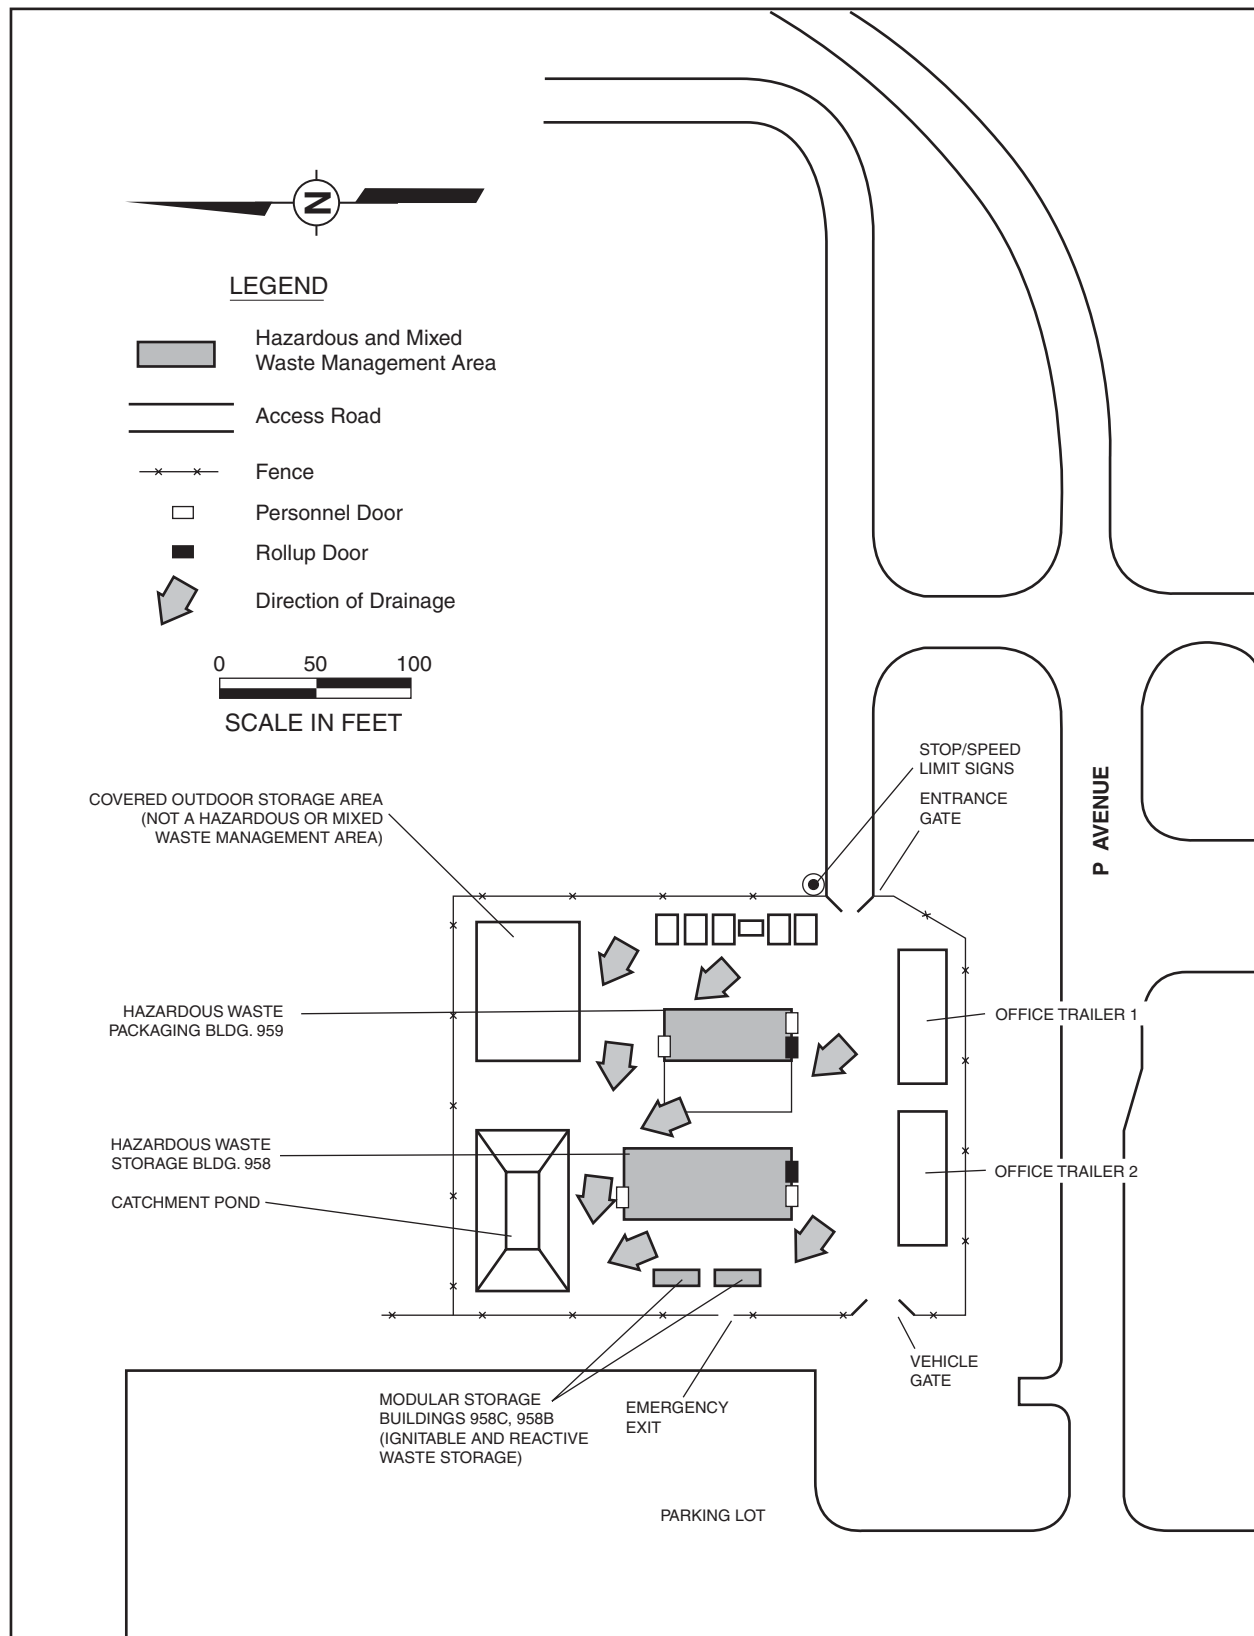 N
LEGEND
Hazardous and Mixed
Waste Management Area
Access Road
Fence
Personnel Door
Rollup Door
Direction of Drainage
0 50 100
SCALE IN FEET
STOP/SPEED
LIMIT SIGNS
ENTRANCE
GATE
P AVENUE
COVERED OUTDOOR STORAGE AREA
(NOT A HAZARDOUS OR MIXED
WASTE MANAGEMENT AREA)
HAZARDOUS WASTE
PACKAGING BLDG. 959
OFFICE TRAILER 1
HAZARDOUS WASTE
STORAGE BLDG. 958
OFFICE TRAILER 2
CATCHMENT POND
VEHICLE
GATE
MODULAR STORAGE
BUILDINGS 958C, 958B
(IGNITABLE AND REACTIVE
WASTE STORAGE)
EMERGENCY
EXIT
PARKING LOT